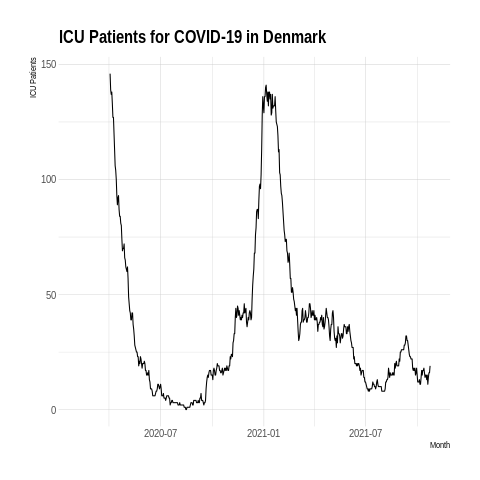 ICU Patients for COVID-19 in Denmark
ICU Patients
150
100
50
0
2020-07
2021-01
2021-07
Month